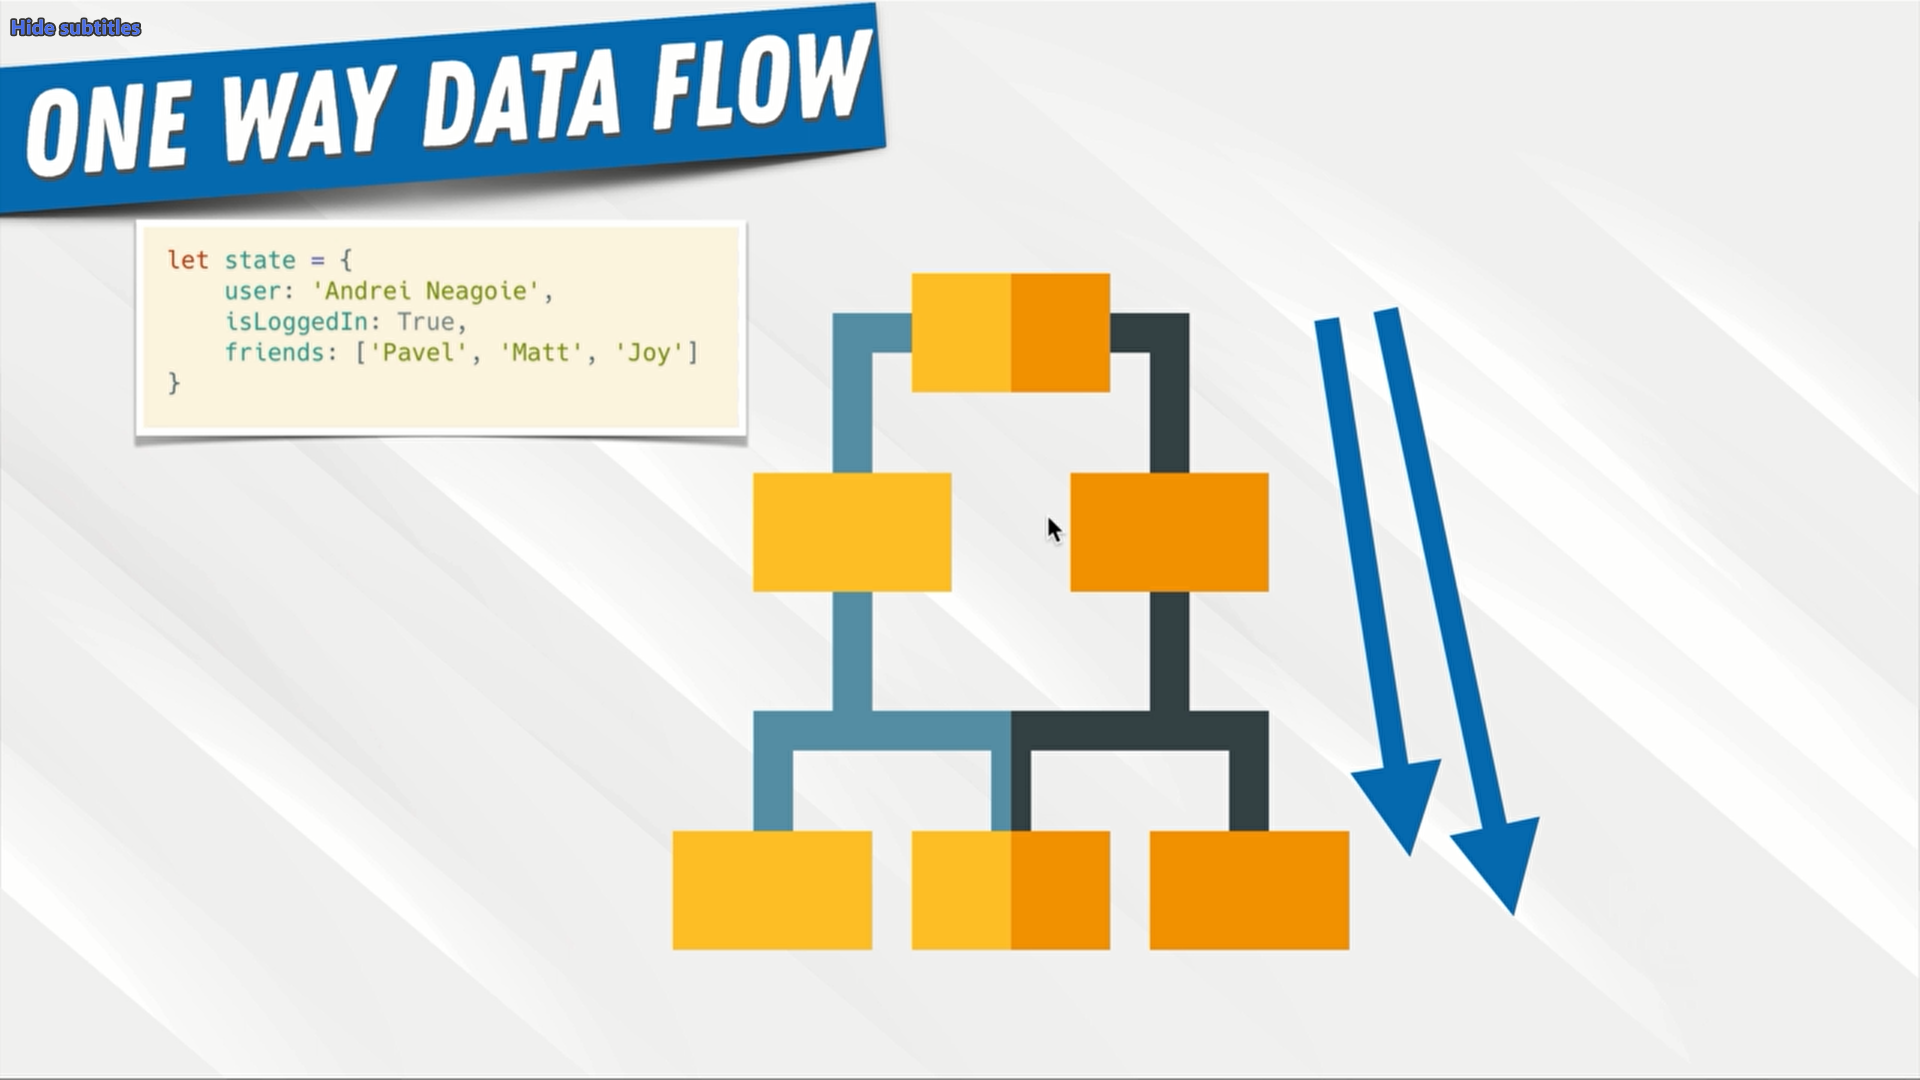 Hide subtitles
ONE WAY DATA FLOW
let state = {
    user: 'Andrei Neagoie',
    isLoggedIn: True,
    friends: ['Pavel', 'Matt', 'Joy']
}